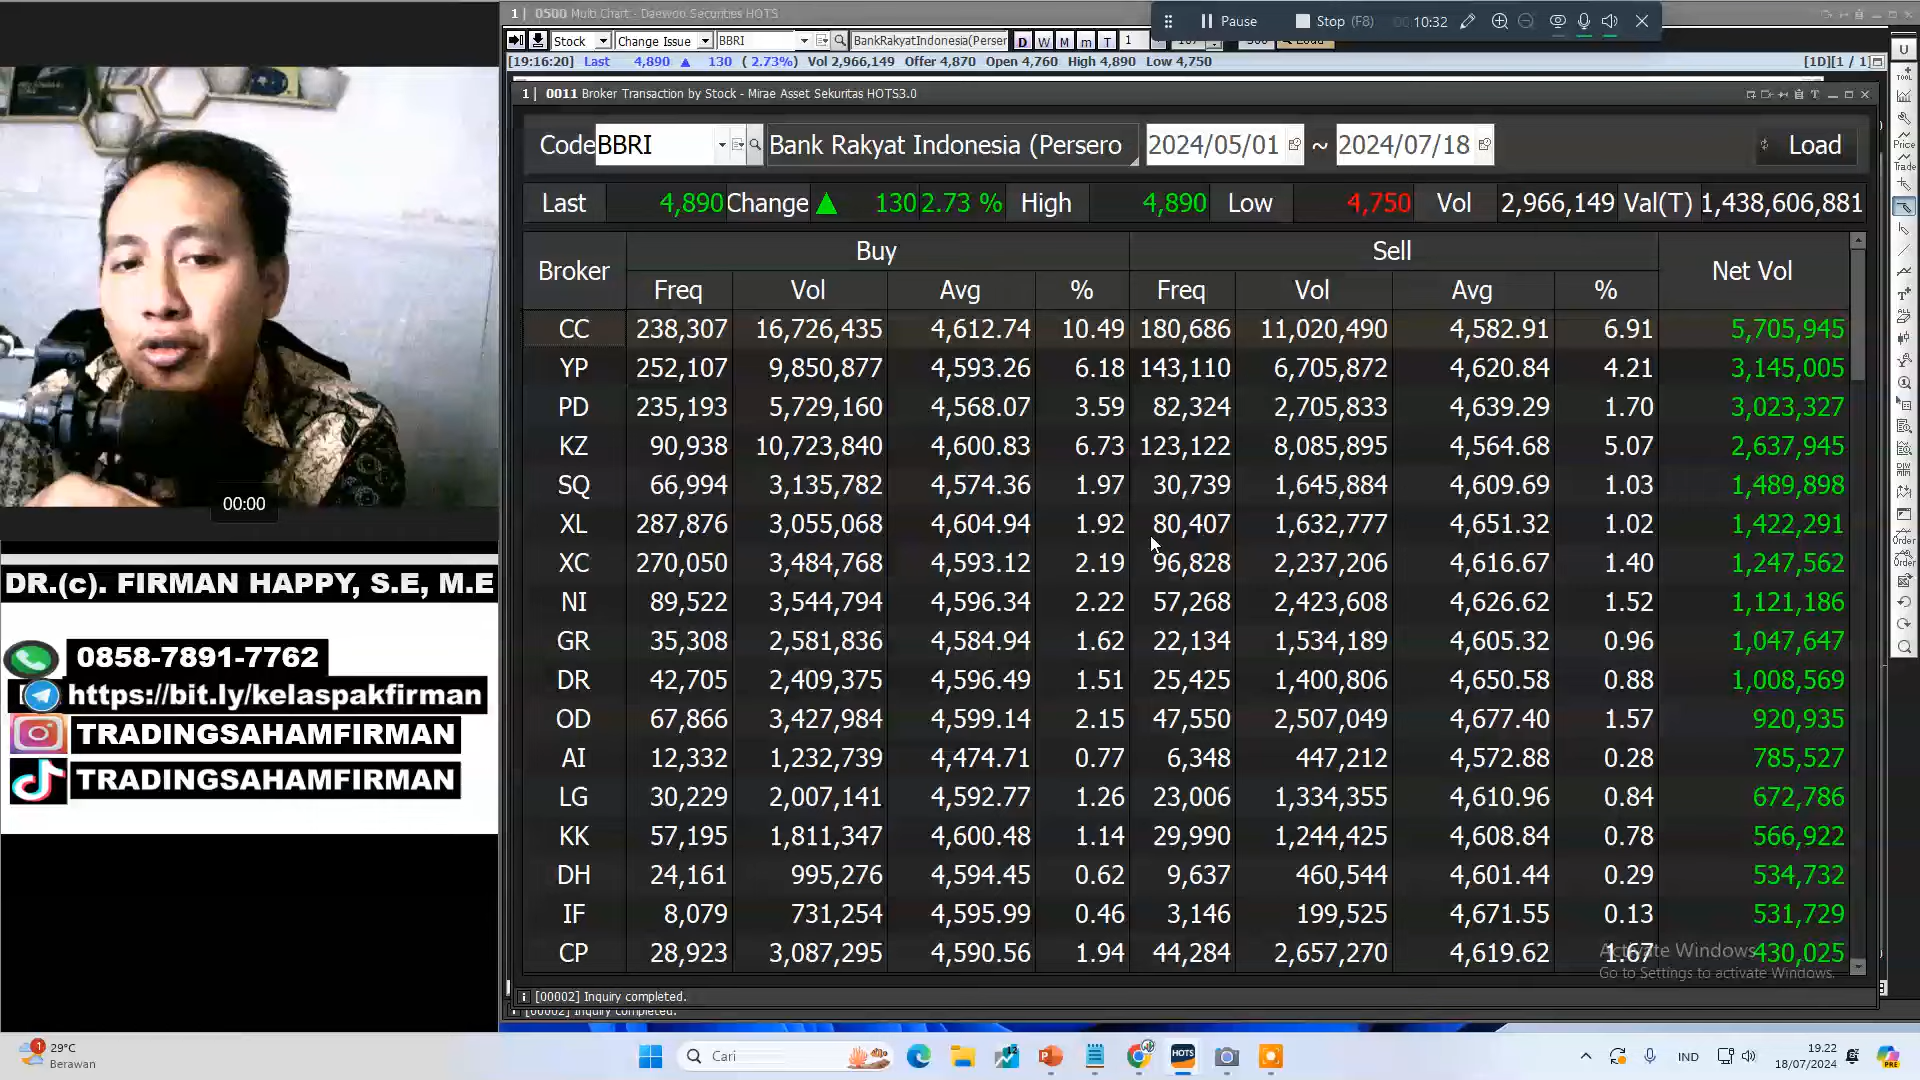 1 | 0500 Multi Chart - Daewoo Securities HOTS
Pause Stop (F8) 00:10:32
Stock Change Issue BBRI BankRakyatIndonesia(Perser D W M m T 1
[19:16:20] Last 4,890 ▲ 130 ( 2.73%) Vol 2,966,149 Offer 4,870 Open 4,760 High 4,890 Low 4,750 [1D][1 / 1]
1 | 0011 Broker Transaction by Stock - Mirae Asset Sekuritas HOTS3.0
Code BBRI Bank Rakyat Indonesia (Persero 2024/05/01 ~ 2024/07/18 Load
Last 4,890 Change ▲ 130 2.73 % High 4,890 Low 4,750 Vol 2,966,149 Val(T) 1,438,606,881
Broker Buy Sell Net Vol
Freq Vol Avg % Freq Vol Avg %
CC 238,307 16,726,435 4,612.74 10.49 180,686 11,020,490 4,582.91 6.91 5,705,945
YP 252,107 9,850,877 4,593.26 6.18 143,110 6,705,872 4,620.84 4.21 3,145,005
PD 235,193 5,729,160 4,568.07 3.59 82,324 2,705,833 4,639.29 1.70 3,023,327
KZ 90,938 10,723,840 4,600.83 6.73 123,122 8,085,895 4,564.68 5.07 2,637,945
SQ 66,994 3,135,782 4,574.36 1.97 30,739 1,645,884 4,609.69 1.03 1,489,898
XL 287,876 3,055,068 4,604.94 1.92 80,407 1,632,777 4,651.32 1.02 1,422,291
XC 270,050 3,484,768 4,593.12 2.19 96,828 2,237,206 4,616.67 1.40 1,247,562
NI 89,522 3,544,794 4,596.34 2.22 57,268 2,423,608 4,626.62 1.52 1,121,186
GR 35,308 2,581,836 4,584.94 1.62 22,134 1,534,189 4,605.32 0.96 1,047,647
DR 42,705 2,409,375 4,596.49 1.51 25,425 1,400,806 4,650.58 0.88 1,008,569
OD 67,866 3,427,984 4,599.14 2.15 47,550 2,507,049 4,677.40 1.57 920,935
AI 12,332 1,232,739 4,474.71 0.77 6,348 447,212 4,572.88 0.28 785,527
LG 30,229 2,007,141 4,592.77 1.26 23,006 1,334,355 4,610.96 0.84 672,786
KK 57,195 1,811,347 4,600.48 1.14 29,990 1,244,425 4,608.84 0.78 566,922
DH 24,161 995,276 4,594.45 0.62 9,637 460,544 4,601.44 0.29 534,732
IF 8,079 731,254 4,595.99 0.46 3,146 199,525 4,671.55 0.13 531,729
CP 28,923 3,087,295 4,590.56 1.94 44,284 2,657,270 4,619.62 1.67 430,025
Activate Windows
Go to Settings to activate Windows.
[00002] Inquiry completed.
[00002] Inquiry completed.
00:00
DR.(c). FIRMAN HAPPY, S.E, M.E
0858-7891-7762
https://bit.ly/kelaspakfirman
TRADINGSAHAMFIRMAN
TRADINGSAHAMFIRMAN
U
TOOL
Price
Trade
ALL
Order
Order
1
29°C
Berawan
Cari
HOTS
IND
19.22
18/07/2024
PRE